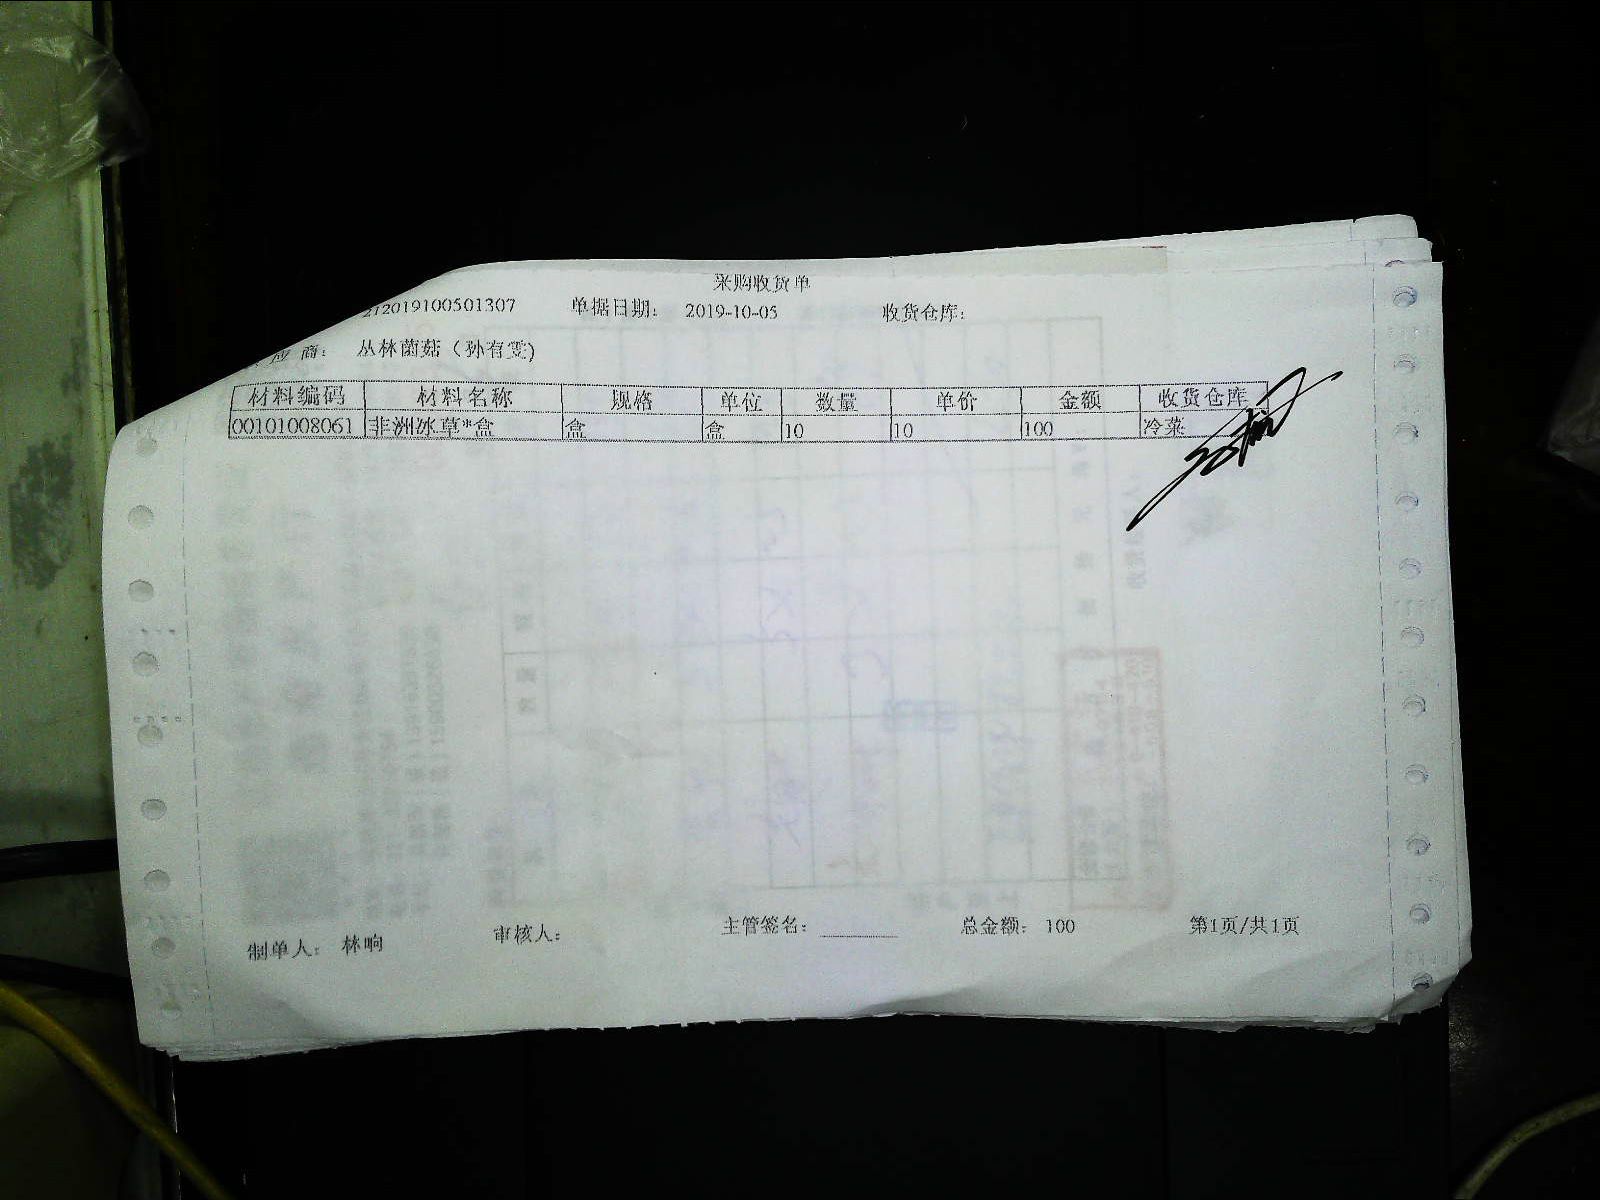 采购收货单
212019100501307 单据日期： 2019-10-05 收货仓库：
应商： 丛林菌菇（孙有雯)
材料编码 材料名称 规格 单位 数量 单价 金额 收货仓库
00101008061 非洲冰草*盒 盒 盒 10 10 100 冷菜
制单人： 林响 审核人： 主管签名： 总金额： 100 第1页/共1页